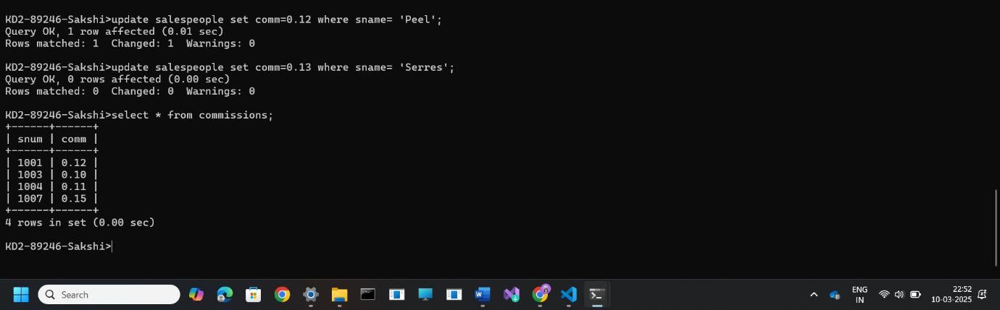 KD2-89246-Sakshi>update salespeople set comm=0.12 where sname= 'Peel';
Query OK, 1 row affected (0.01 sec)
Rows matched: 1  Changed: 1  Warnings: 0
KD2-89246-Sakshi>update salespeople set comm=0.13 where sname= 'Serres';
Query OK, 0 rows affected (0.00 sec)
Rows matched: 0  Changed: 0  Warnings: 0
KD2-89246-Sakshi>select * from commissions;
+------+------+
| snum | comm |
+------+------+
| 1001 | 0.12 |
| 1003 | 0.10 |
| 1004 | 0.11 |
| 1007 | 0.15 |
+------+------+
4 rows in set (0.00 sec)
KD2-89246-Sakshi>
Search
ENG
IN
22:52
10-03-2025